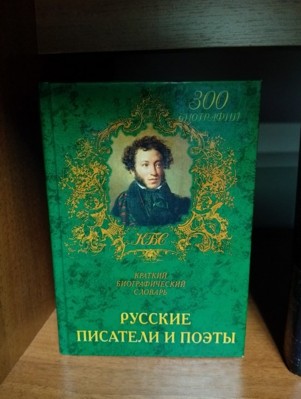 300
БИОГРАФИЙ
КБС
КРАТКИЙ
БИОГРАФИЧЕСКИЙ
СЛОВАРЬ
РУССКИЕ
ПИСАТЕЛИ И ПОЭТЫ